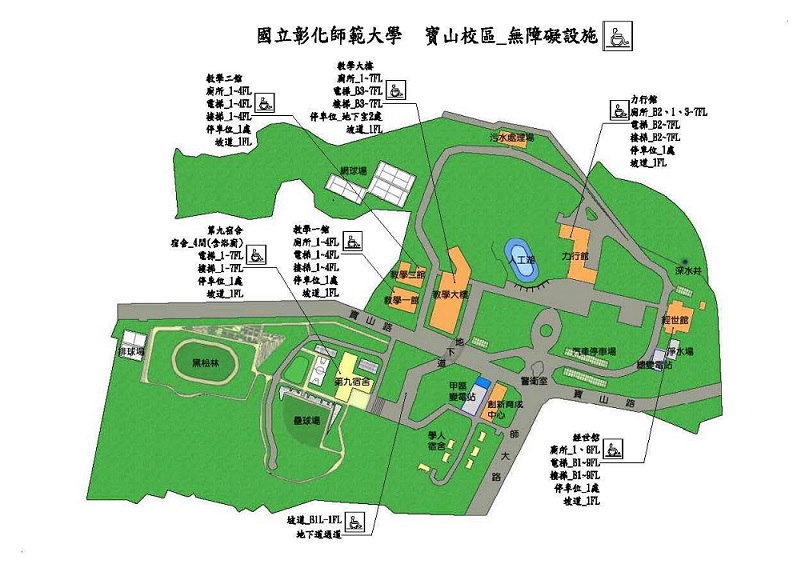 國立彰化師範大學 寶山校區_無障礙設施
教學二館
廁所_1~4FL
電梯_1~4FL
樓梯_1~4FL
停車位_1處
坡道_1FL
教學大樓
廁所_1~7FL
電梯_B3~7FL
樓梯_B3~7FL
停車位_地下室2處
坡道_1FL
力行館
廁所_B2、1、3~7FL
電梯_B2~7FL
樓梯_B2~7FL
停車位_1處
坡道_1FL
第九宿舍
宿舍_4間(含浴廁)
電梯_1~7FL
樓梯_1~7FL
停車位_1處
坡道_1FL
教學一館
廁所_1~4FL
電梯_1~4FL
樓梯_1~4FL
停車位_1處
坡道_1FL
污水處理場
網球場
人工湖
力行館
深水井
教學二館
教學一館
教學大樓
經世館
寶山路
地下道
排球場
黑松林
第九宿舍
汽車停車場
淨水場
總變電站
警衛室
甲區
變電站
創新育成
中心
寶山路
壘球場
學人
宿舍
師大路
經世館
廁所_1、6FL
電梯_B1~9FL
樓梯_B1~9FL
停車位_1處
坡道_1FL
坡道_B1L~1FL
地下道通道